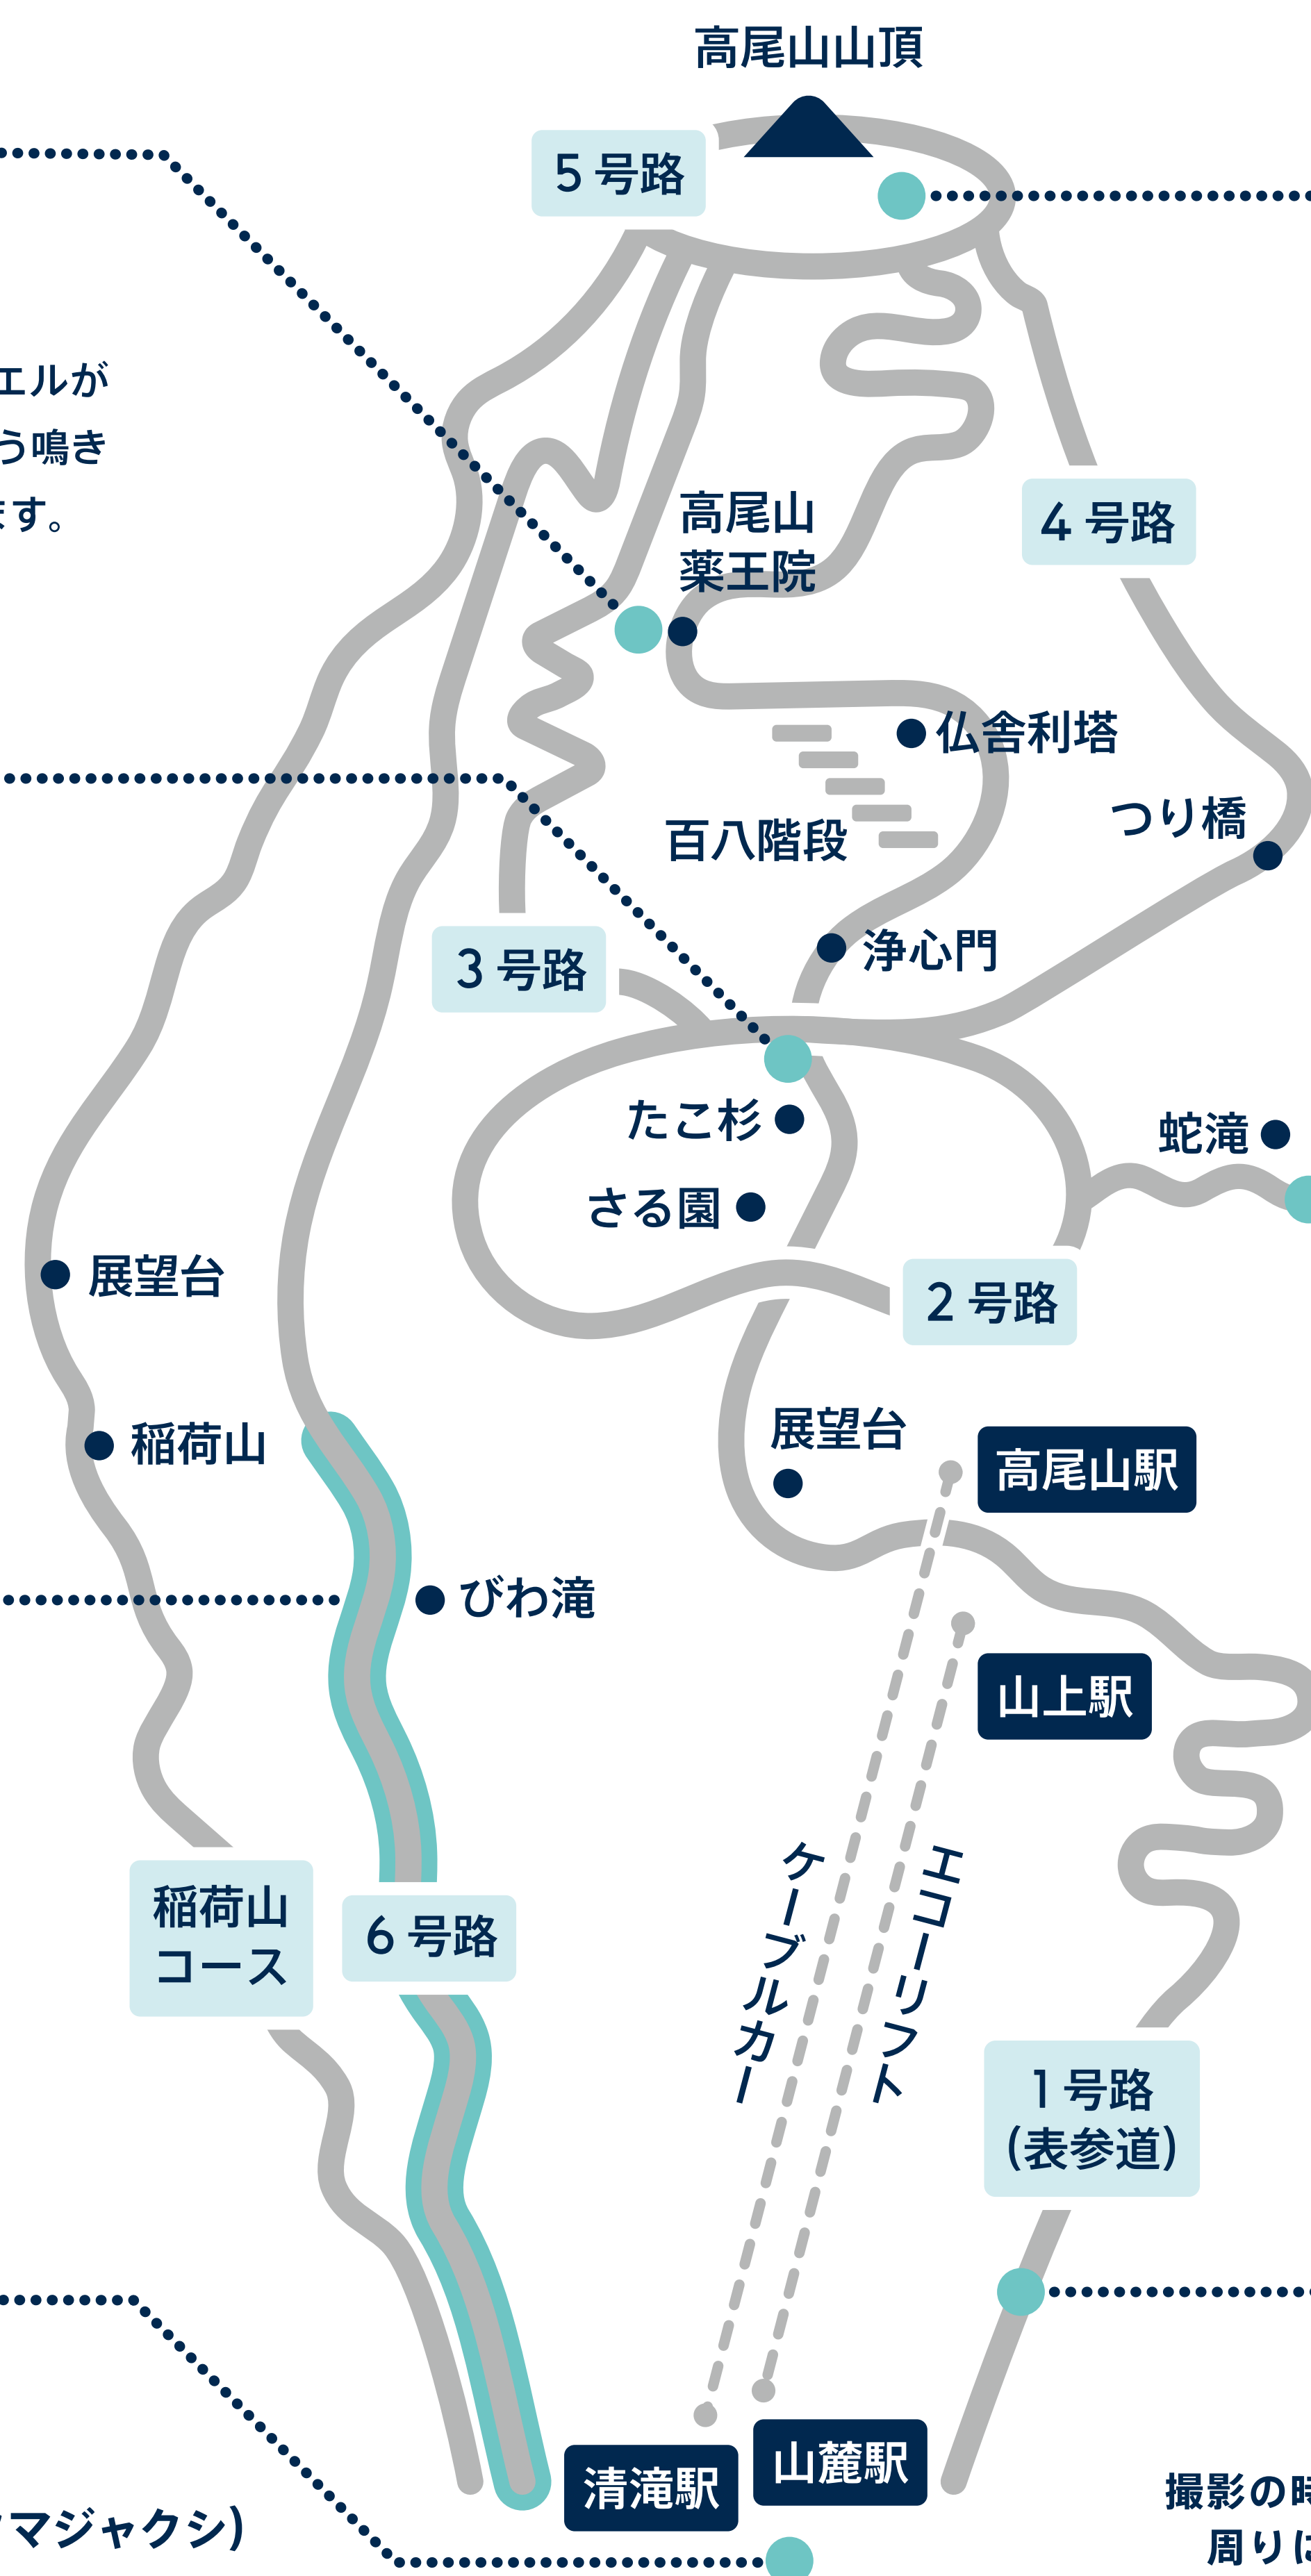 高尾山山頂
5 号路
エルが
う鳴き
ます。
高尾山
薬王院
4 号路
仏舎利塔
つり橋
百八階段
浄心門
3 号路
たこ杉
蛇滝
さる園
展望台
2 号路
展望台
稲荷山
高尾山駅
びわ滝
山上駅
ケーブルカー
エコーリフト
稲荷山
コース
6 号路
1 号路
(表参道)
清滝駅
山麓駅
撮影の時
周りは
マジャクシ)